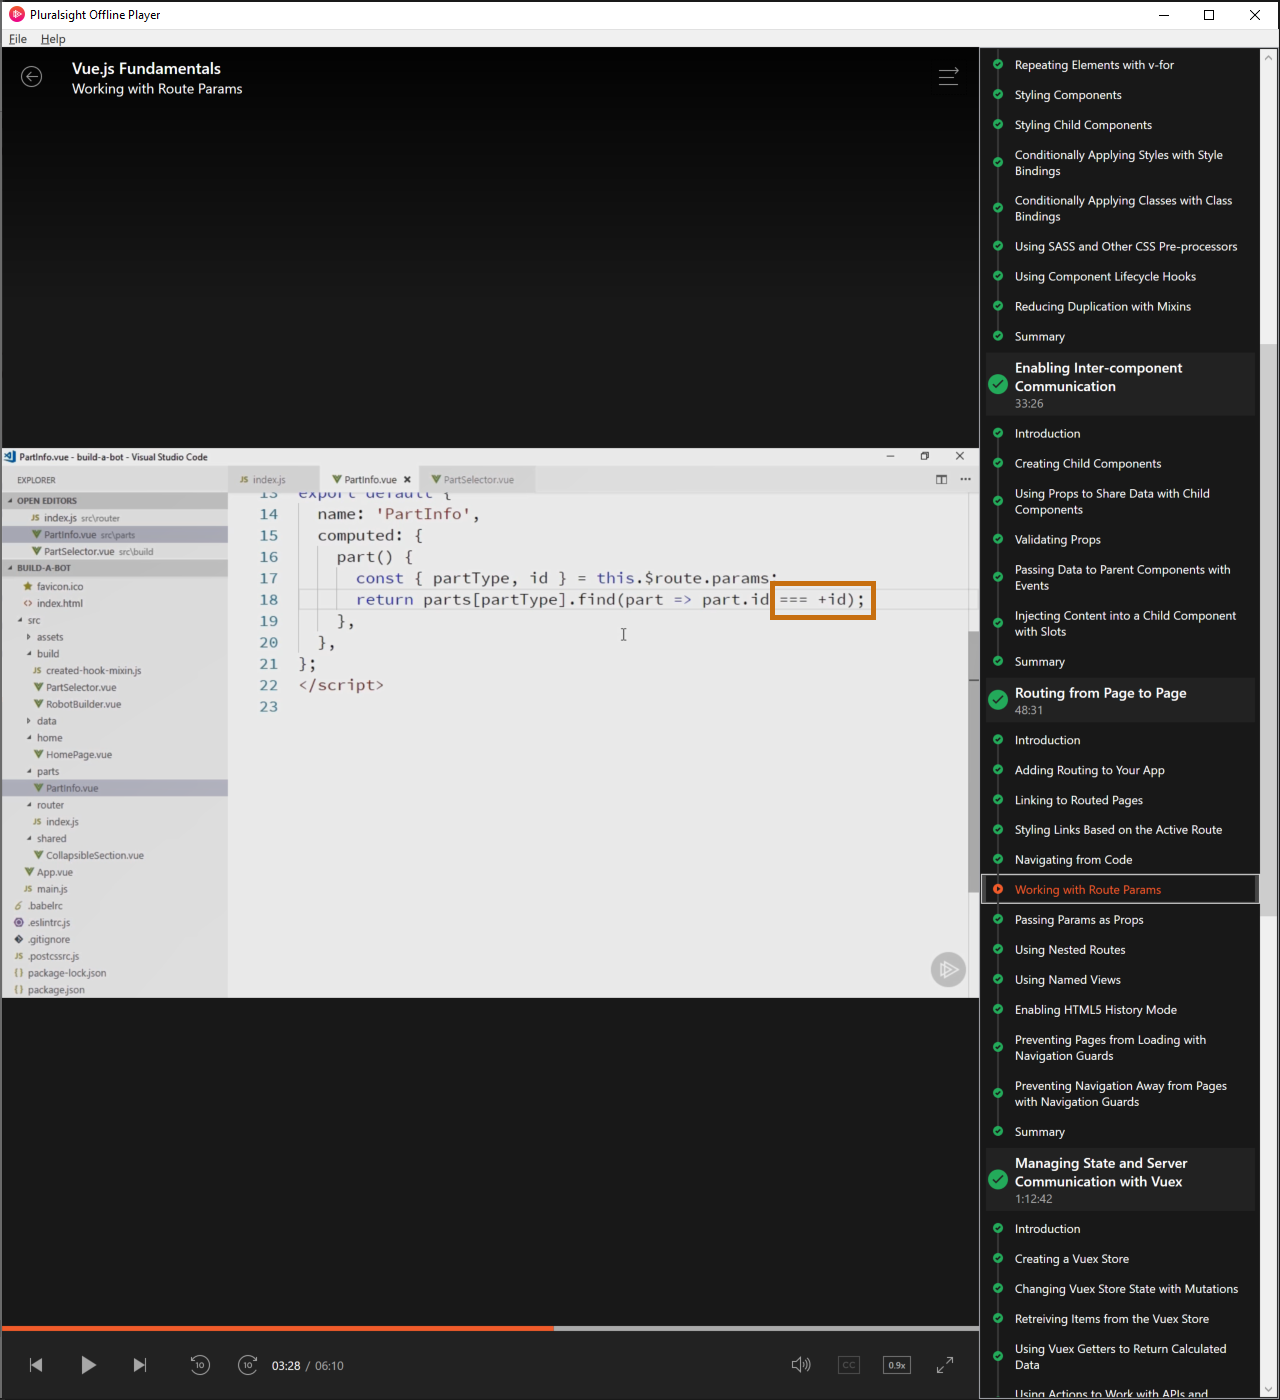 Pluralsight Offline Player
File Help
Vue.js Fundamentals
Working with Route Params
PartInfo.vue - build-a-bot - Visual Studio Code
EXPLORER
OPEN EDITORS
JS index.js src\router
PartInfo.vue src\parts
PartSelector.vue src\build
BUILD-A-BOT
favicon.ico
<> index.html
src
assets
build
JS created-hook-mixin.js
PartSelector.vue
RobotBuilder.vue
data
home
HomePage.vue
parts
PartInfo.vue
router
JS index.js
shared
CollapsibleSection.vue
App.vue
JS main.js
.babelrc
.eslintrc.js
.gitignore
JS .postcssrc.js
{} package-lock.json
{} package.json
JS index.js PartInfo.vue PartSelector.vue
13 export default {
14 name: 'PartInfo',
15 computed: {
16 part() {
17 const { partType, id } = this.$route.params;
18 return parts[partType].find(part => part.id === +id);
19 },
20 },
21 };
22 </script>
23
10 10 03:28 / 06:10 CC 0.9x
Repeating Elements with v-for
Styling Components
Styling Child Components
Conditionally Applying Styles with Style
Bindings
Conditionally Applying Classes with Class
Bindings
Using SASS and Other CSS Pre-processors
Using Component Lifecycle Hooks
Reducing Duplication with Mixins
Summary
Enabling Inter-component
Communication
33:26
Introduction
Creating Child Components
Using Props to Share Data with Child
Components
Validating Props
Passing Data to Parent Components with
Events
Injecting Content into a Child Component
with Slots
Summary
Routing from Page to Page
48:31
Introduction
Adding Routing to Your App
Linking to Routed Pages
Styling Links Based on the Active Route
Navigating from Code
Working with Route Params
Passing Params as Props
Using Nested Routes
Using Named Views
Enabling HTML5 History Mode
Preventing Pages from Loading with
Navigation Guards
Preventing Navigation Away from Pages
with Navigation Guards
Summary
Managing State and Server
Communication with Vuex
1:12:42
Introduction
Creating a Vuex Store
Changing Vuex Store State with Mutations
Retreiving Items from the Vuex Store
Using Vuex Getters to Return Calculated
Data
Using Actions to Work with APIs and